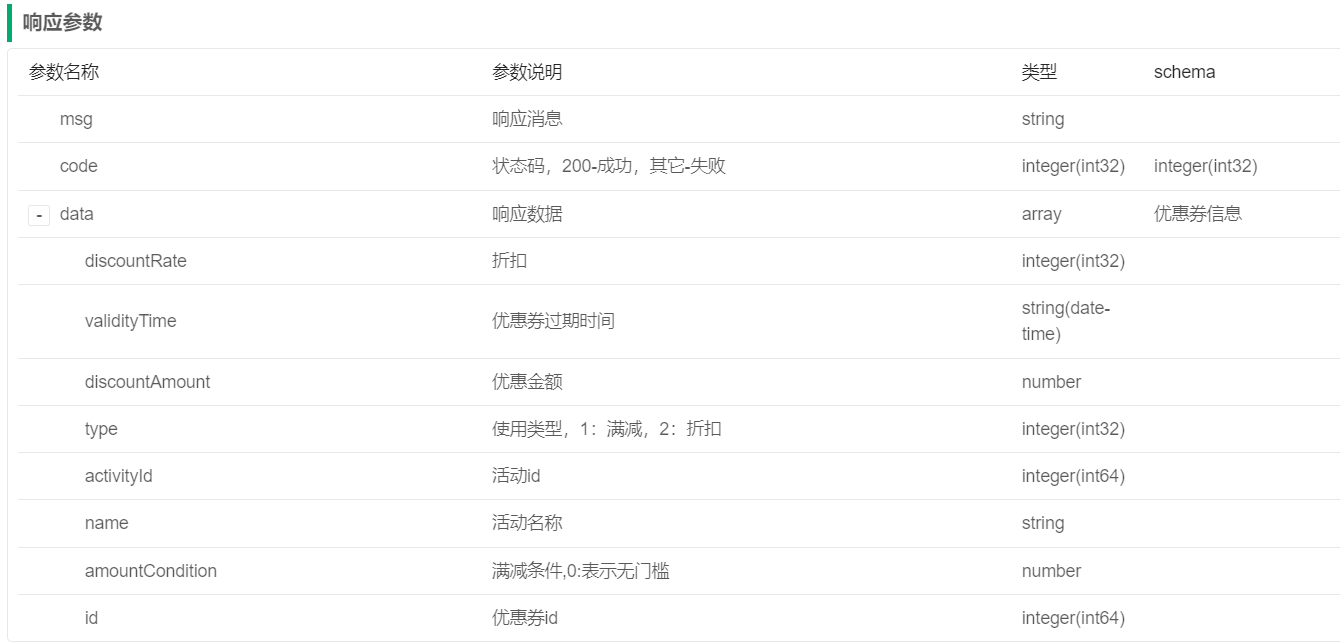 响应参数
参数名称 参数说明 类型 schema
msg 响应消息 string
code 状态码，200-成功，其它-失败 integer(int32) integer(int32)
- data 响应数据 array 优惠券信息
discountRate 折扣 integer(int32)
validityTime 优惠券过期时间 string(date-
time)
discountAmount 优惠金额 number
type 使用类型，1：满减，2：折扣 integer(int32)
activityId 活动id integer(int64)
name 活动名称 string
amountCondition 满减条件,0:表示无门槛 number
id 优惠券id integer(int64)